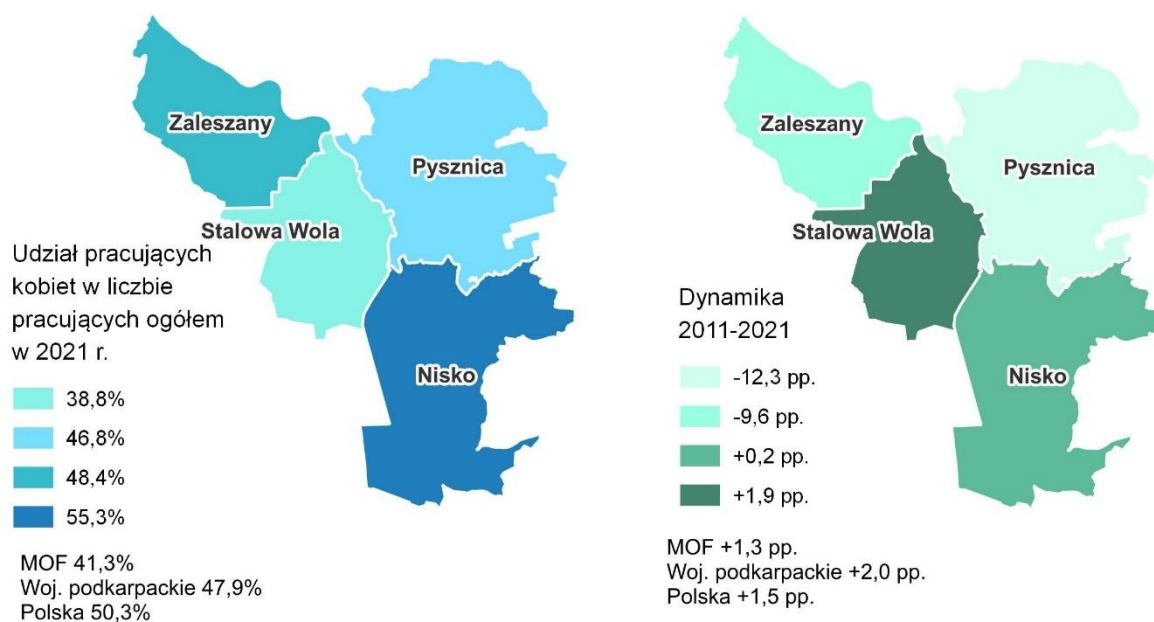 Zaleszany
Pysznica
Stalowa Wola
Nisko
Udział pracujących
kobiet w liczbie
pracujących ogółem
w 2021 r.
38,8%
46,8%
48,4%
55,3%
MOF 41,3%
Woj. podkarpackie 47,9%
Polska 50,3%
Zaleszany
Pysznica
Stalowa Wola
Nisko
Dynamika
2011-2021
-12,3 pp.
-9,6 pp.
+0,2 pp.
+1,9 pp.
MOF +1,3 pp.
Woj. podkarpackie +2,0 pp.
Polska +1,5 pp.